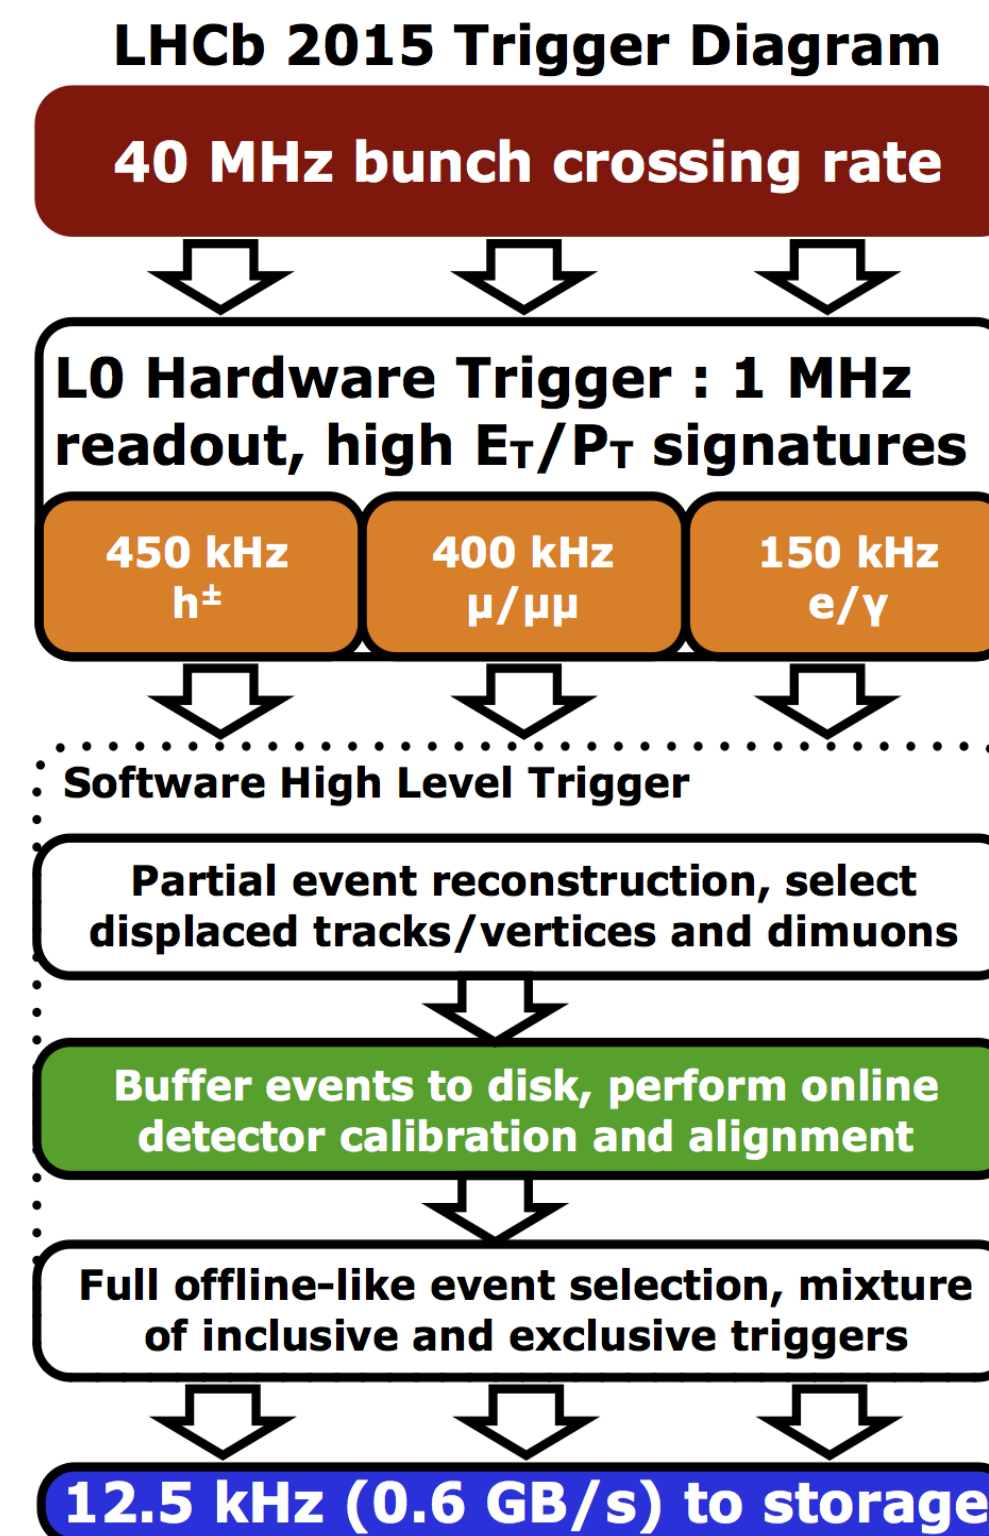 LHCb 2015 Trigger Diagram
40 MHz bunch crossing rate
L0 Hardware Trigger : 1 MHz
readout, high ET/PT signatures
450 kHz
h±
400 kHz
μ/μμ
150 kHz
e/γ
Software High Level Trigger
Partial event reconstruction, select
displaced tracks/vertices and dimuons
Buffer events to disk, perform online
detector calibration and alignment
Full offline-like event selection, mixture
of inclusive and exclusive triggers
12.5 kHz (0.6 GB/s) to storage